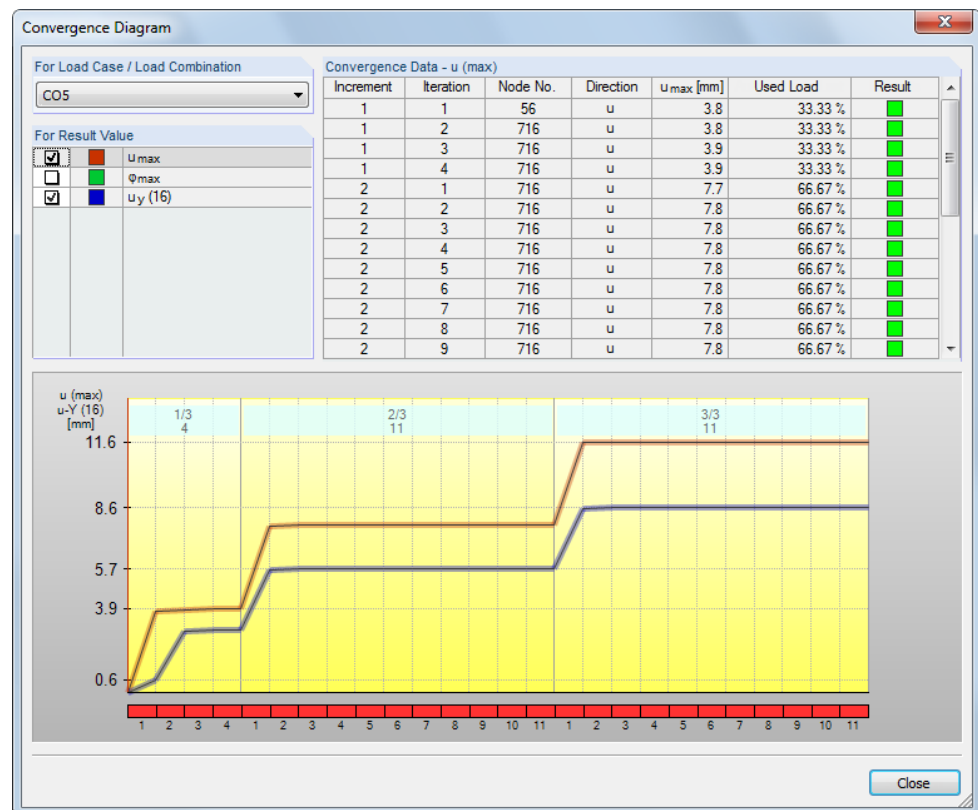 Convergence Diagram
For Load Case / Load Combination
CO5
For Result Value
u max
φmax
u y (16)
Convergence Data - u (max)
Increment Iteration Node No. Direction u max [mm] Used Load Result
1 1 56 u 3.8 33.33 %
1 2 716 u 3.8 33.33 %
1 3 716 u 3.9 33.33 %
1 4 716 u 3.9 33.33 %
2 1 716 u 7.7 66.67 %
2 2 716 u 7.8 66.67 %
2 3 716 u 7.8 66.67 %
2 4 716 u 7.8 66.67 %
2 5 716 u 7.8 66.67 %
2 6 716 u 7.8 66.67 %
2 7 716 u 7.8 66.67 %
2 8 716 u 7.8 66.67 %
2 9 716 u 7.8 66.67 %
u (max)
u-Y (16)
[mm]
1/3 2/3 3/3
4 11 11
11.6
8.6
5.7
3.9
0.6
1 2 3 4 1 2 3 4 5 6 7 8 9 10 11 1 2 3 4 5 6 7 8 9 10 11
Close